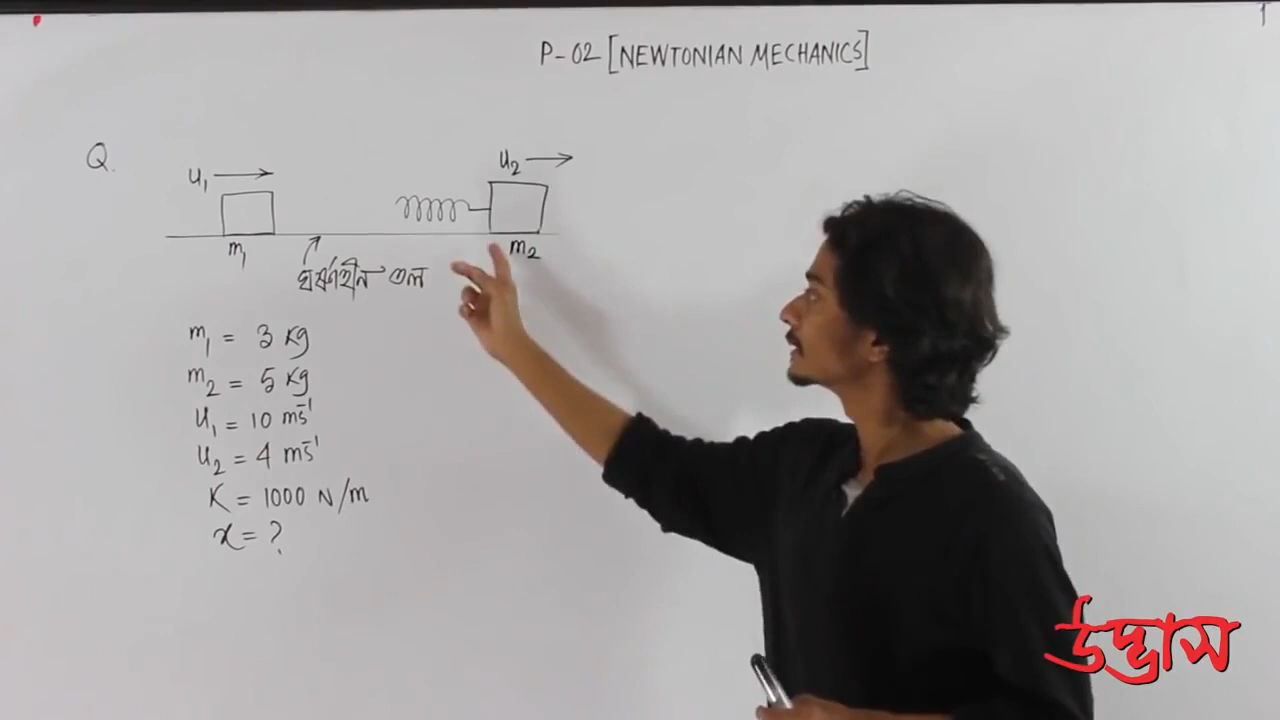 P-02 [NEWTONIAN MECHANICS]
Q.
u₁ → u₂ →
m₁ m₂
ঘর্ষণহীন তল
m₁ = 3 kg
m₂ = 5 kg
u₁ = 10 ms⁻¹
u₂ = 4 ms⁻¹
K = 1000 N/m
x = ?
উদ্ভাস